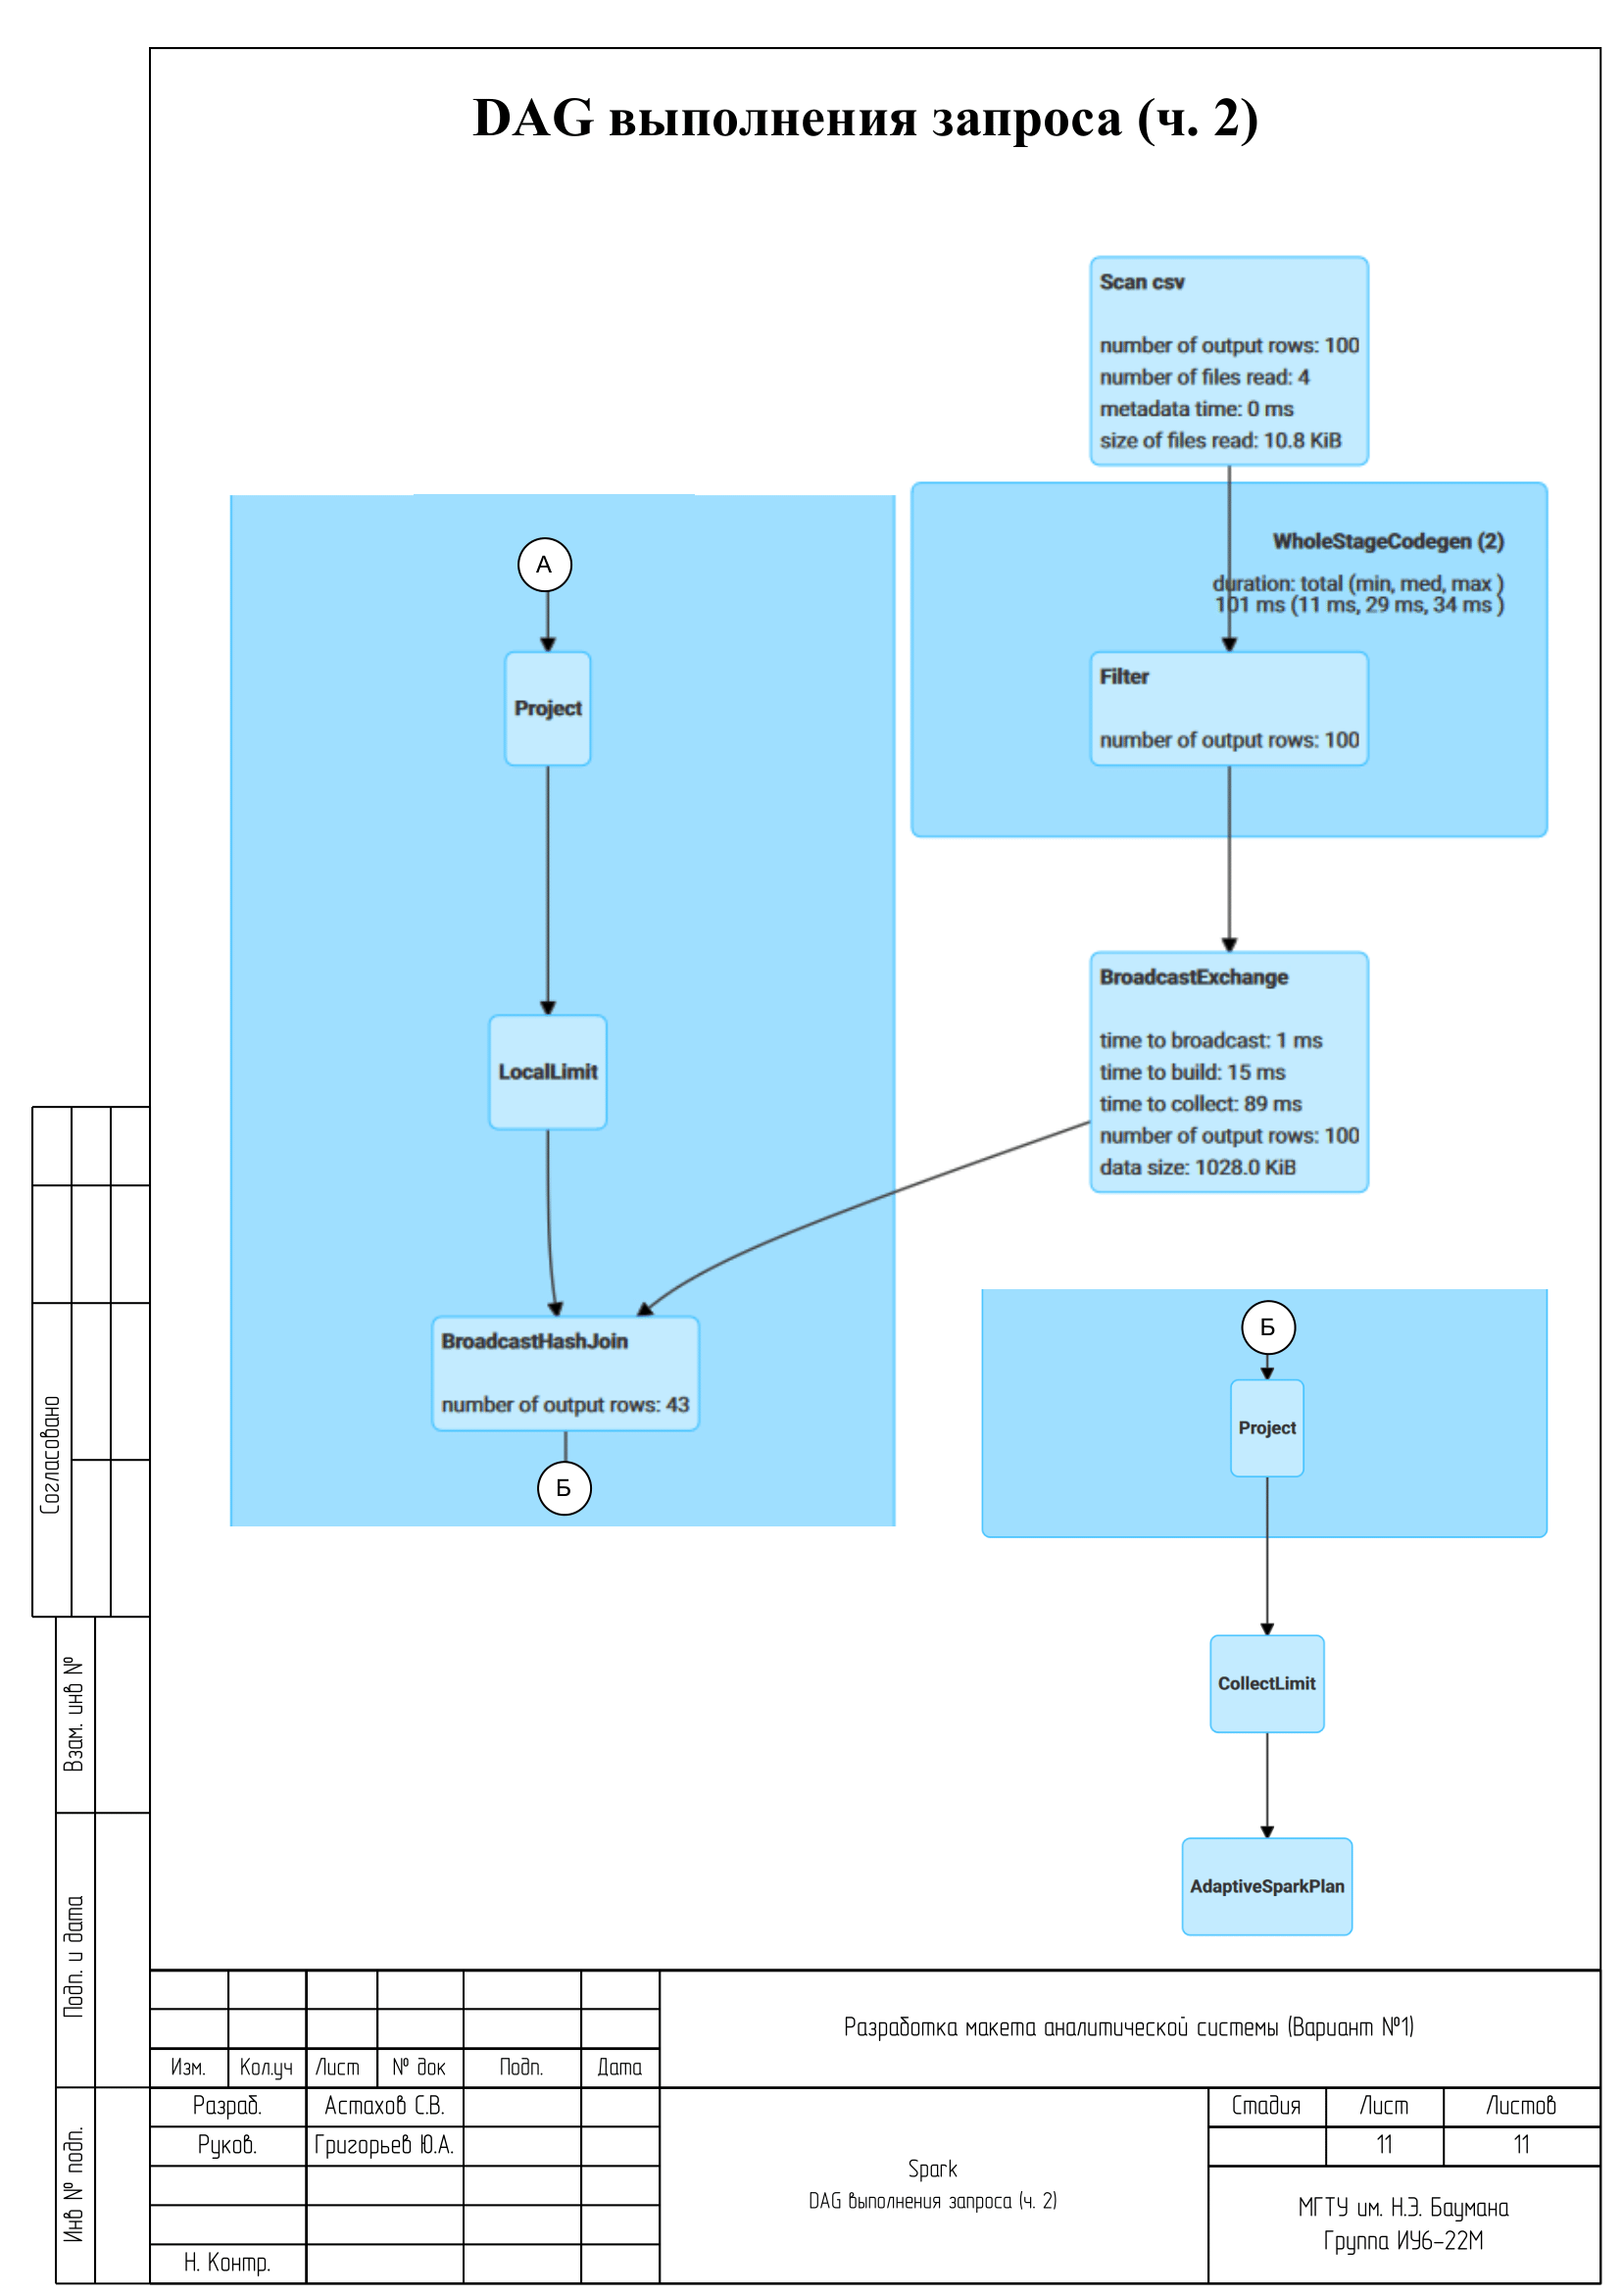 DAG выполнения запроса (ч. 2)
Scan csv
number of output rows: 100
number of files read: 4
metadata time: 0 ms
size of files read: 10.8 KiB
WholeStageCodegen (2)
duration: total (min, med, max )
101 ms (11 ms, 29 ms, 34 ms )
Filter
number of output rows: 100
BroadcastExchange
time to broadcast: 1 ms
time to build: 15 ms
time to collect: 89 ms
number of output rows: 100
data size: 1028.0 KiB
А
Project
LocalLimit
BroadcastHashJoin
number of output rows: 43
Б
Б
Project
CollectLimit
AdaptiveSparkPlan
Согласовано
Взам. инв №
Подп. и дата
Инв № подп.
Изм. Кол.уч Лист № док Подп. Дата
Разраб. Астахов С.В.
Руков. Григорьев Ю.А.
Н. Контр.
Разработка макета аналитической системы (Вариант №1)
Spark
DAG выполнения запроса (ч. 2)
Стадия Лист Листов
11 11
МГТУ им. Н.Э. Баумана
Группа ИУ6-22М